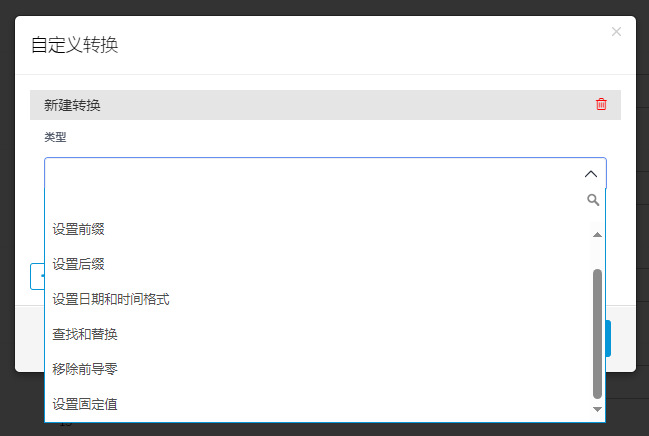 自定义转换
新建转换
类型
设置前缀
设置后缀
设置日期和时间格式
查找和替换
移除前导零
设置固定值